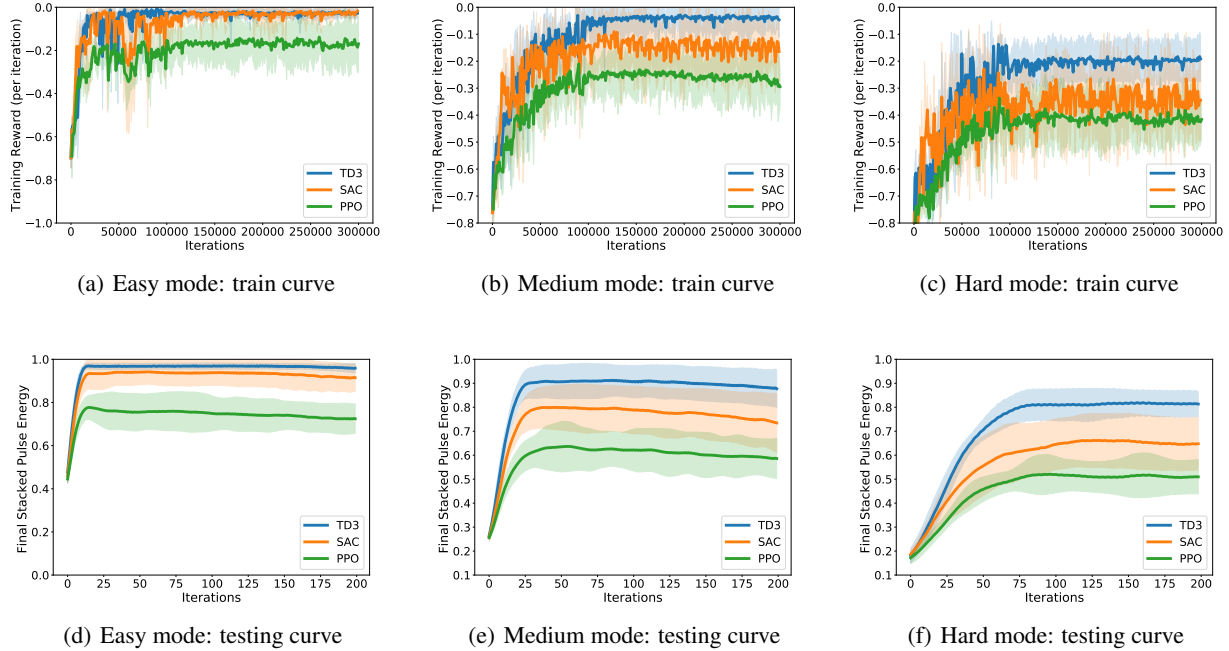 0.0
−0.2
−0.4
−0.6
−0.8
−1.0
Training Reward (per iteration)
0 50000 100000 150000 200000 250000 300000
Iterations
TD3
SAC
PPO
(a) Easy mode: train curve
0.0
−0.1
−0.2
−0.3
−0.4
−0.5
−0.6
−0.7
−0.8
Training Reward (per iteration)
0 50000 100000 150000 200000 250000 300000
Iterations
TD3
SAC
PPO
(b) Medium mode: train curve
0.0
−0.1
−0.2
−0.3
−0.4
−0.5
−0.6
−0.7
−0.8
Training Reward (per iteration)
0 50000 100000 150000 200000 250000 300000
Iterations
TD3
SAC
PPO
(c) Hard mode: train curve
1.0
0.8
0.6
0.4
0.2
0.0
Final Stacked Pulse Energy
0 25 50 75 100 125 150 175 200
Iterations
TD3
SAC
PPO
(d) Easy mode: testing curve
1.0
0.9
0.8
0.7
0.6
0.5
0.4
0.3
0.2
0.1
Final Stacked Pulse Energy
0 25 50 75 100 125 150 175 200
Iterations
TD3
SAC
PPO
(e) Medium mode: testing curve
1.0
0.9
0.8
0.7
0.6
0.5
0.4
0.3
0.2
0.1
Final Stacked Pulse Energy
0 25 50 75 100 125 150 175 200
Iterations
TD3
SAC
PPO
(f) Hard mode: testing curve